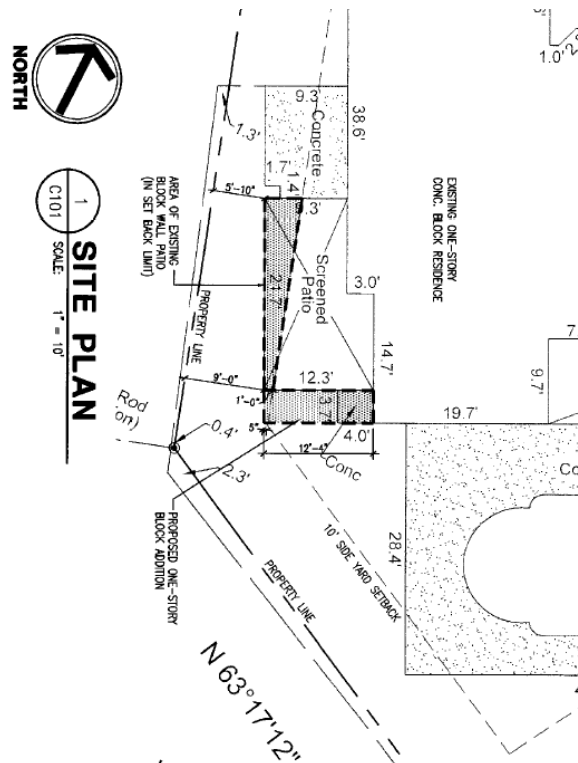 NORTH
1
C101
SITE PLAN
SCALE: 1" = 10'
9.3
Concrete
38.6'
1.0'
1.3'
5'-10"
1.7'
1.4'
.3'
AREA OF EXISTING
BLOCK WALL PATIO
(IN SET BACK LIMIT)
21.7'
Screened
Patio
3.0'
EXISTING ONE-STORY
CONC. BLOCK RESIDENCE
PROPERTY LINE
9'-0"
1'-0"
12.3'
14.7'
3.7'
4.0'
5"
12'-4"
Conc
19.7'
9.7'
7.
Rod
on)
0.4'
2.3'
PROPOSED ONE-STORY
BLOCK ADDITION
10' SIDE YARD SETBACK
28.4'
Co
PROPERTY LINE
N 63°17'12"